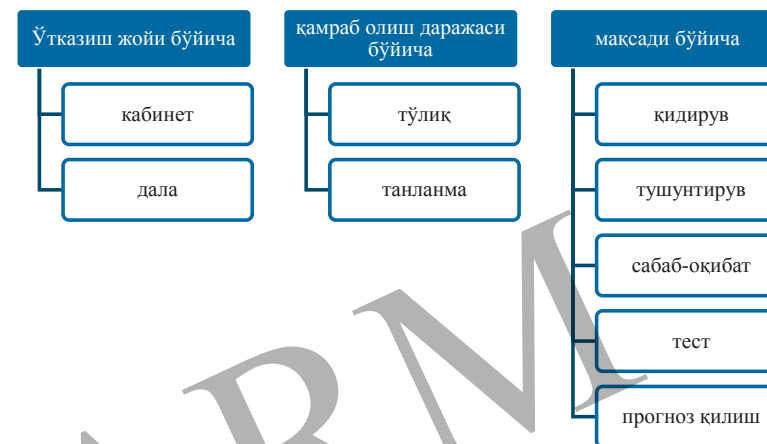 Ўтказиш жойи бўйича
кабинет
дала
қамраб олиш даражаси
бўйича
тўлиқ
танланма
мақсади бўйича
қидирув
тушунтирув
сабаб-оқибат
тест
прогноз қилиш
ARM